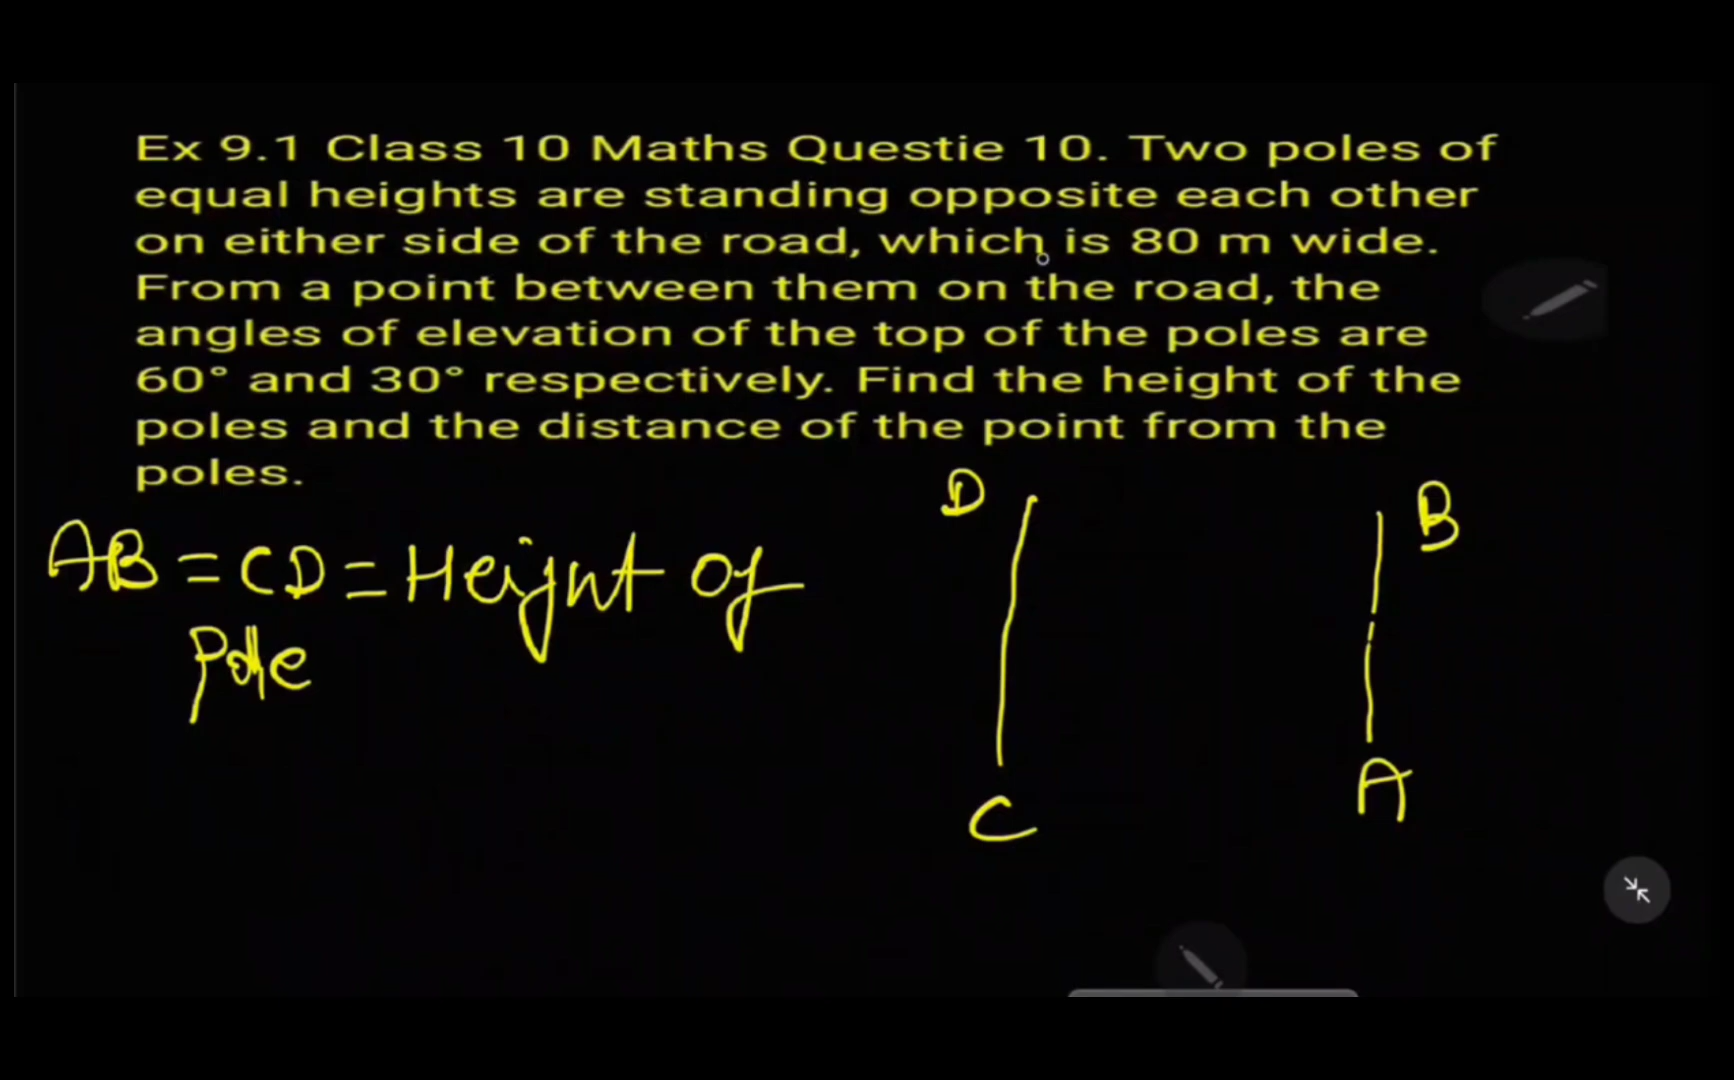 Ex 9.1 Class 10 Maths Questie 10. Two poles of
equal heights are standing opposite each other
on either side of the road, which is 80 m wide.
From a point between them on the road, the
angles of elevation of the top of the poles are
60° and 30° respectively. Find the height of the
poles and the distance of the point from the
poles.
D B
AB = CD = Height of
Pole
C A